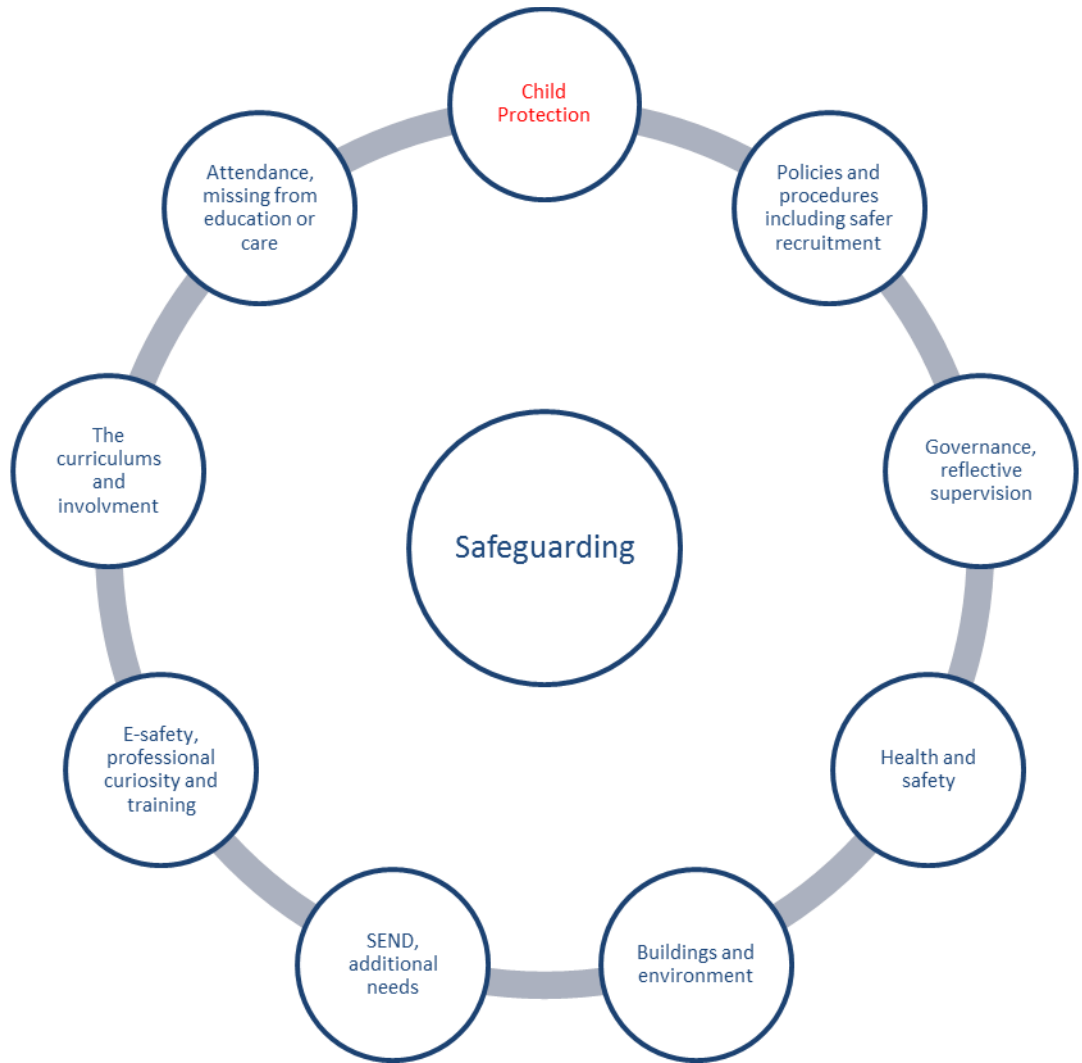 Child
Protection
Policies and
procedures
including safer
recruitment
Governance,
reflective
supervision
Health and
safety
Buildings and
environment
SEND,
additional
needs
E-safety,
professional
curiosity and
training
The
curriculums
and
involvment
Attendance,
missing from
education or
care
Safeguarding